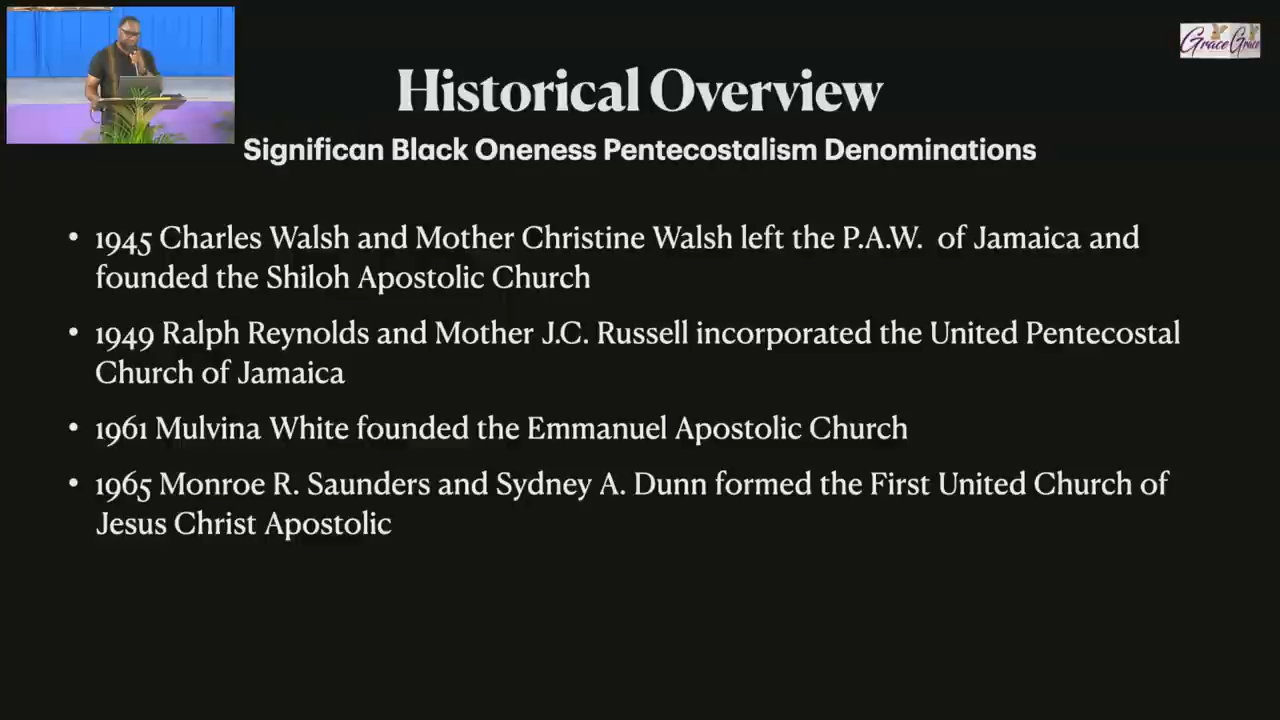 Grace Grace
Historical Overview
Significan Black Oneness Pentecostalism Denominations
• 1945 Charles Walsh and Mother Christine Walsh left the P.A.W. of Jamaica and
founded the Shiloh Apostolic Church
• 1949 Ralph Reynolds and Mother J.C. Russell incorporated the United Pentecostal
Church of Jamaica
• 1961 Mulvina White founded the Emmanuel Apostolic Church
• 1965 Monroe R. Saunders and Sydney A. Dunn formed the First United Church of
Jesus Christ Apostolic